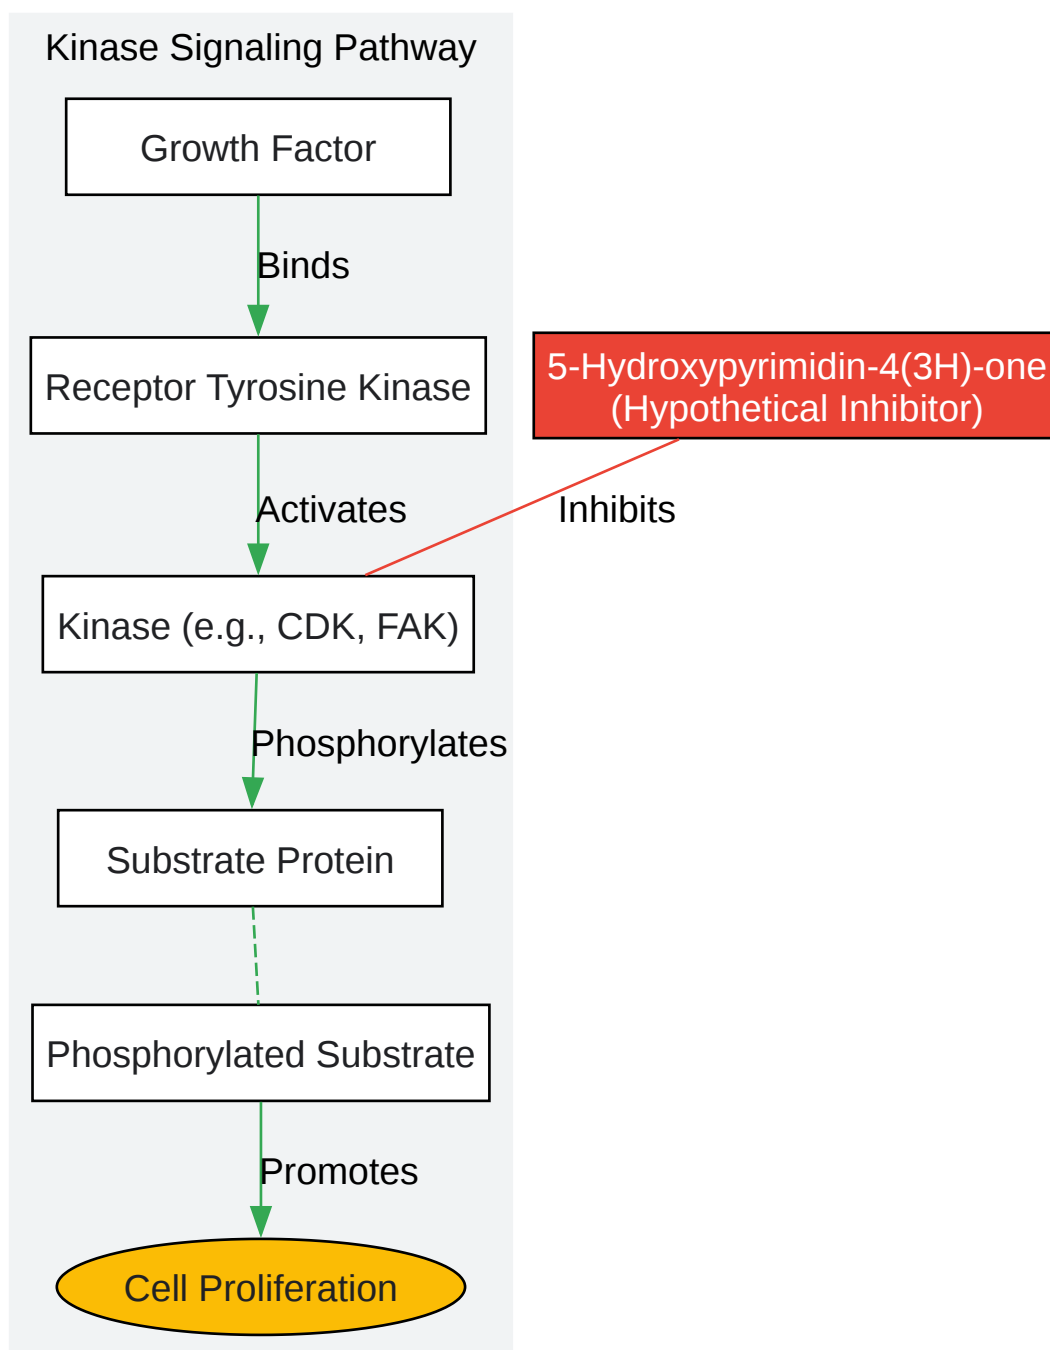 Kinase Signaling Pathway
Growth Factor
Binds
Receptor Tyrosine Kinase
5-Hydroxypyrimidin-4(3H)-one
(Hypothetical Inhibitor)
Activates
Inhibits
Kinase (e.g., CDK, FAK)
Phosphorylates
Substrate Protein
Phosphorylated Substrate
Promotes
Cell Proliferation